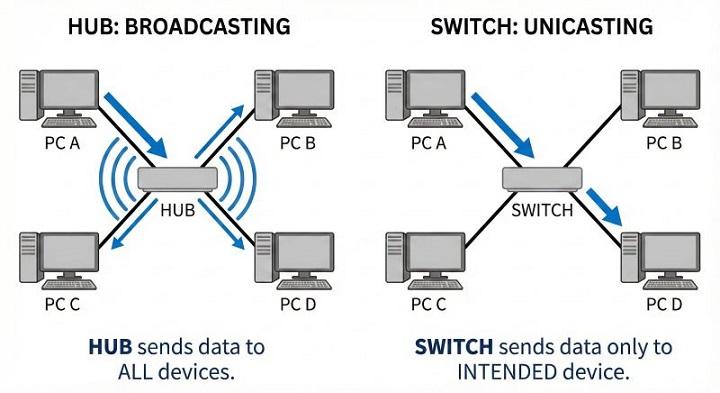 HUB: BROADCASTING
PC A
PC B
HUB
PC C
PC D
HUB sends data to
ALL devices.
SWITCH: UNICASTING
PC A
PC B
SWITCH
PC C
PC D
SWITCH sends data only to
INTENDED device.